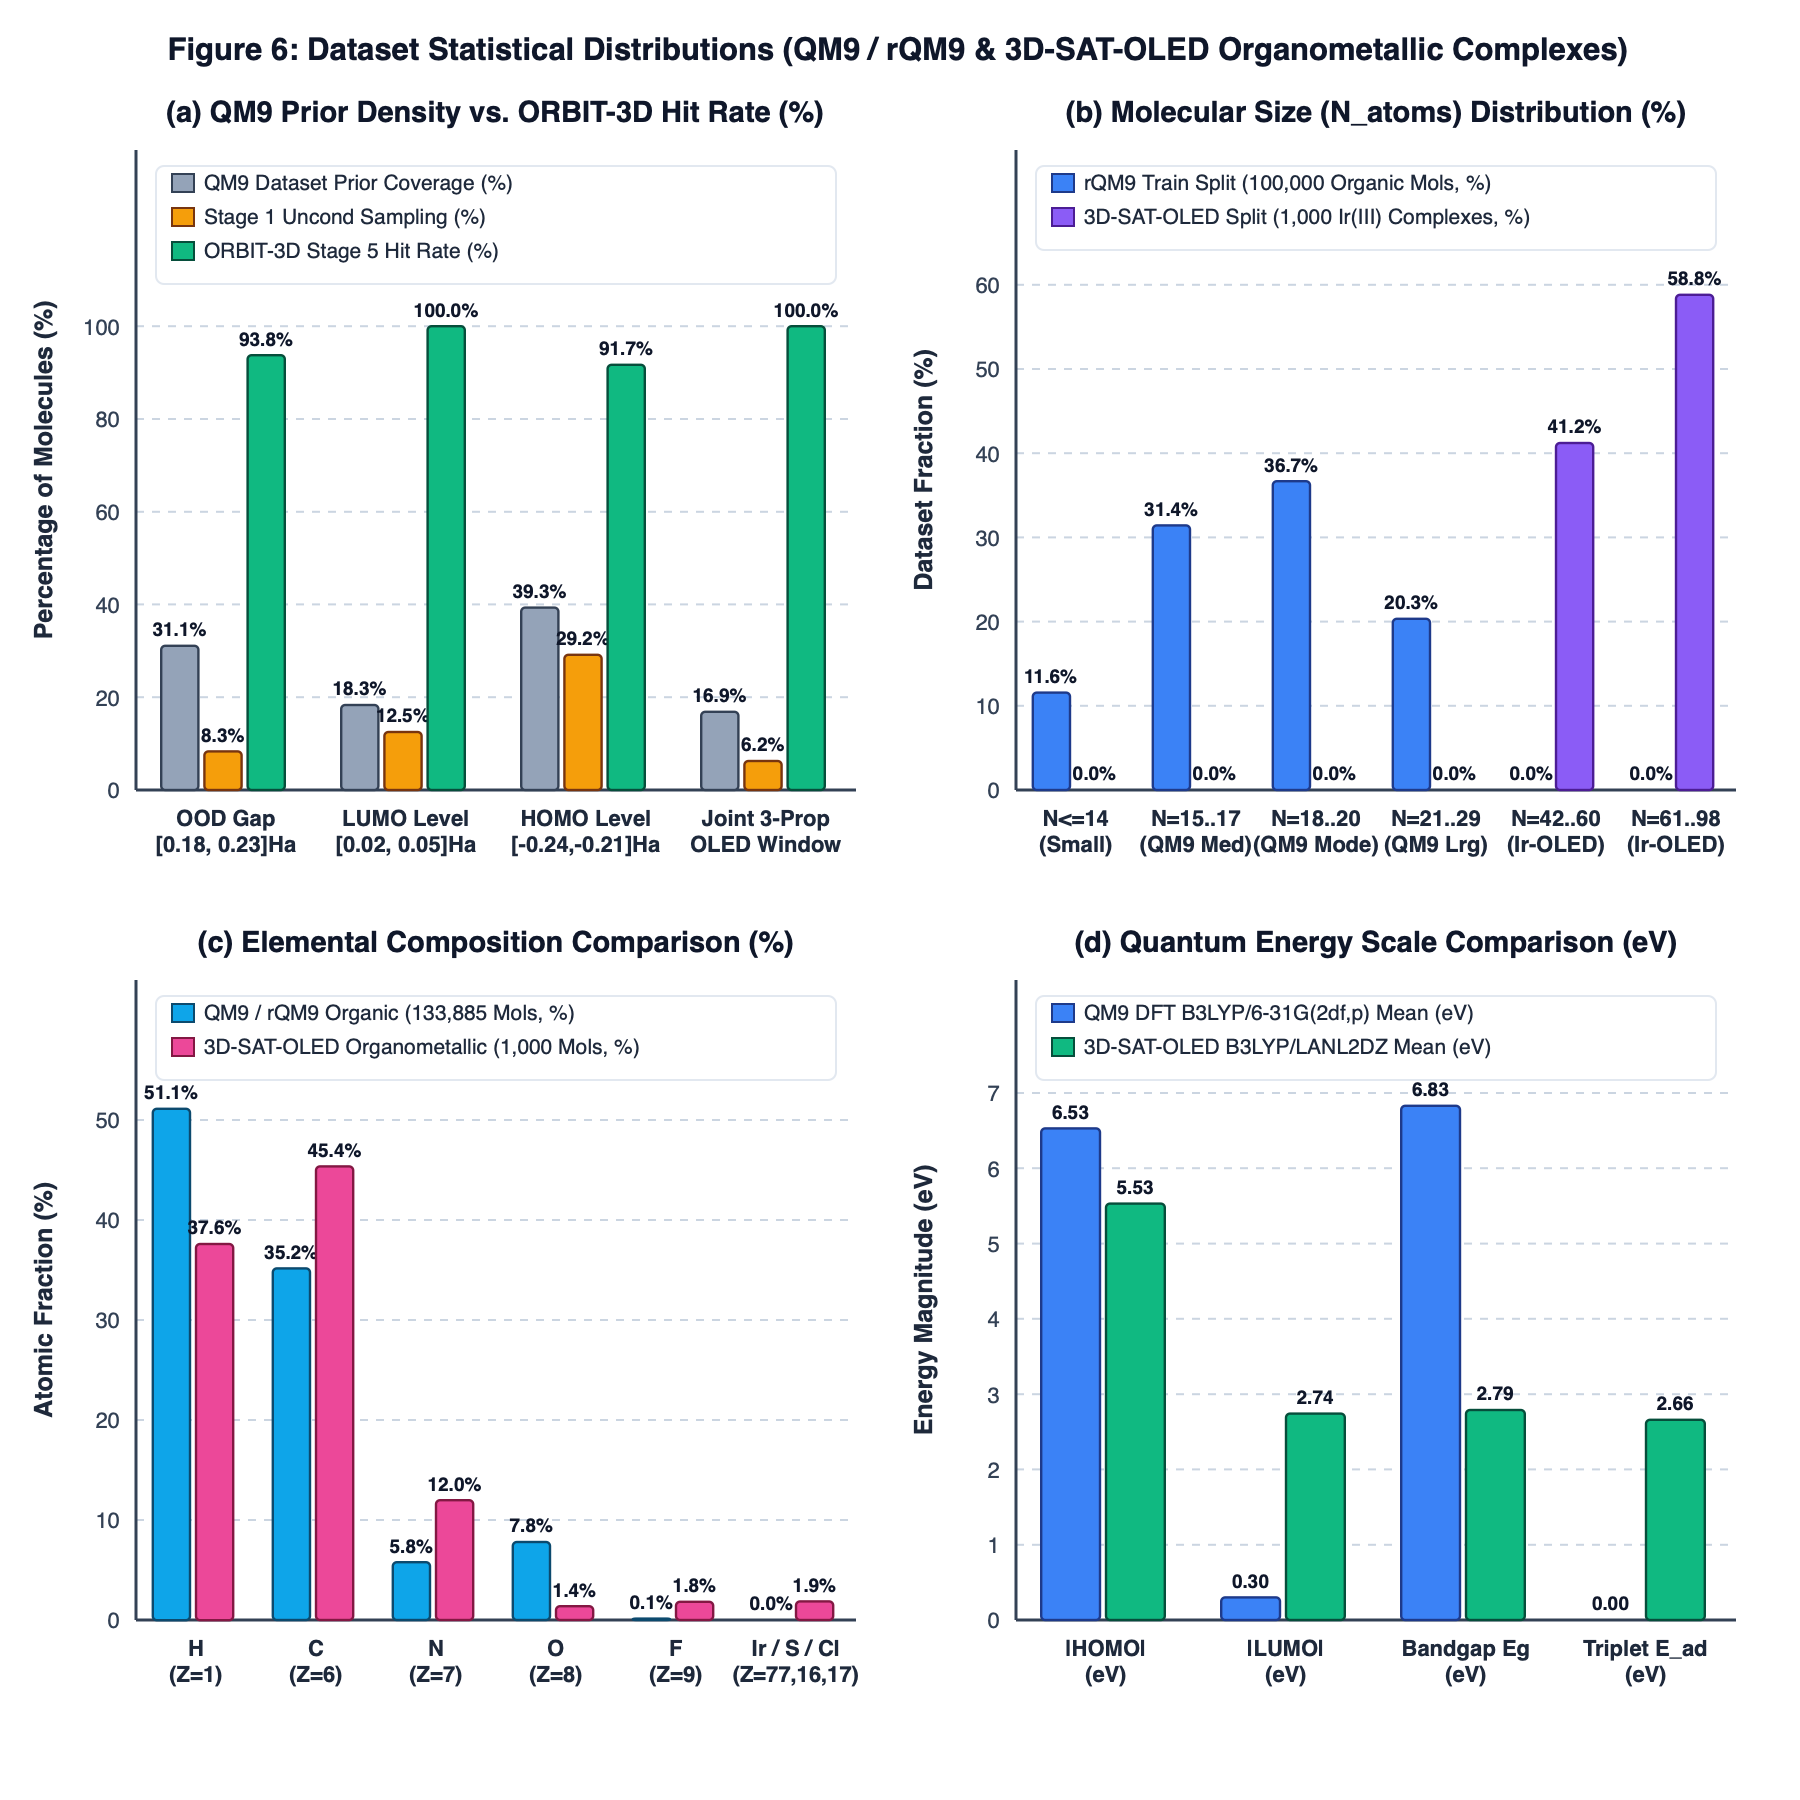 Figure 6: Dataset Statistical Distributions (QM9 / rQM9 & 3D-SAT-OLED Organometallic Complexes)
(a) QM9 Prior Density vs. ORBIT-3D Hit Rate (%)
QM9 Dataset Prior Coverage (%)
Stage 1 Uncond Sampling (%)
ORBIT-3D Stage 5 Hit Rate (%)
Percentage of Molecules (%)
100
80
60
40
20
0
31.1%
8.3%
93.8%
18.3%
12.5%
100.0%
39.3%
29.2%
91.7%
16.9%
6.2%
100.0%
OOD Gap
[0.18, 0.23]Ha
LUMO Level
[0.02, 0.05]Ha
HOMO Level
[-0.24,-0.21]Ha
Joint 3-Prop
OLED Window
(b) Molecular Size (N_atoms) Distribution (%)
rQM9 Train Split (100,000 Organic Mols, %)
3D-SAT-OLED Split (1,000 Ir(III) Complexes, %)
Dataset Fraction (%)
60
50
40
30
20
10
0
11.6%
0.0%
31.4%
0.0%
36.7%
0.0%
20.3%
0.0%
0.0%
41.2%
0.0%
58.8%
N<=14
(Small)
N=15..17
(QM9 Med)
N=18..20
(QM9 Mode)
N=21..29
(QM9 Lrg)
N=42..60
(Ir-OLED)
N=61..98
(Ir-OLED)
(c) Elemental Composition Comparison (%)
QM9 / rQM9 Organic (133,885 Mols, %)
3D-SAT-OLED Organometallic (1,000 Mols, %)
Atomic Fraction (%)
50
40
30
20
10
0
51.1%
37.6%
35.2%
45.4%
5.8%
12.0%
7.8%
1.4%
0.1%
1.8%
0.0%
1.9%
H
(Z=1)
C
(Z=6)
N
(Z=7)
O
(Z=8)
F
(Z=9)
Ir / S / Cl
(Z=77,16,17)
(d) Quantum Energy Scale Comparison (eV)
QM9 DFT B3LYP/6-31G(2df,p) Mean (eV)
3D-SAT-OLED B3LYP/LANL2DZ Mean (eV)
Energy Magnitude (eV)
7
6
5
4
3
2
1
0
6.53
5.53
0.30
2.74
6.83
2.79
0.00
2.66
|HOMO|
(eV)
|LUMO|
(eV)
Bandgap Eg
(eV)
Triplet E_ad
(eV)